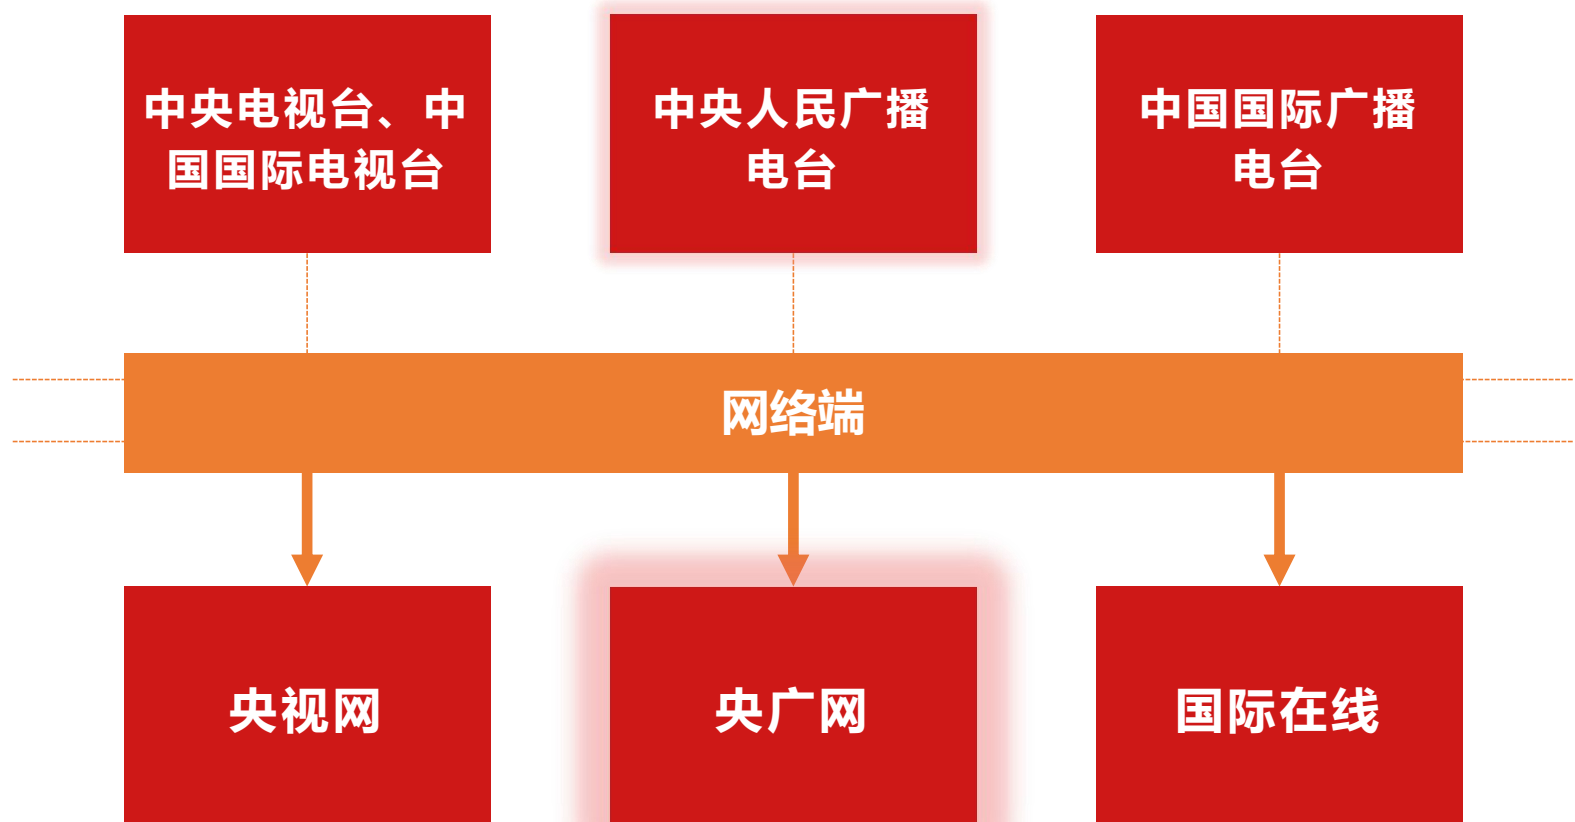 中央电视台、中
国国际电视台
中央人民广播
电台
中国国际广播
电台
网络端
央视网
央广网
国际在线